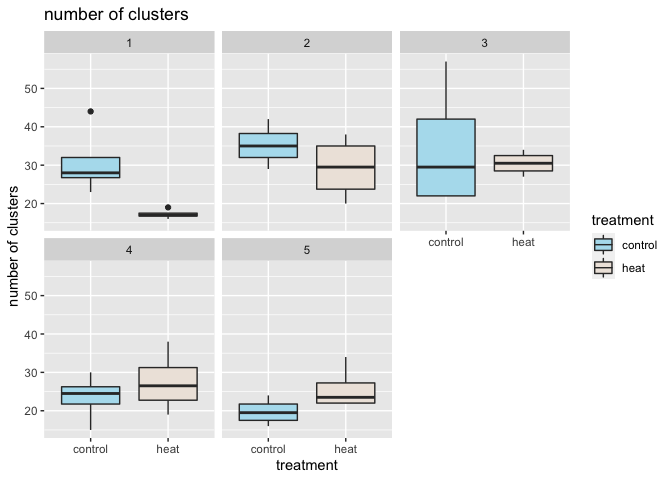 number of clusters
1 2 3
50
40
30
20
control heat
4 5
50
40
30
20
control heat control heat
number of clusters
treatment
treatment
control
heat